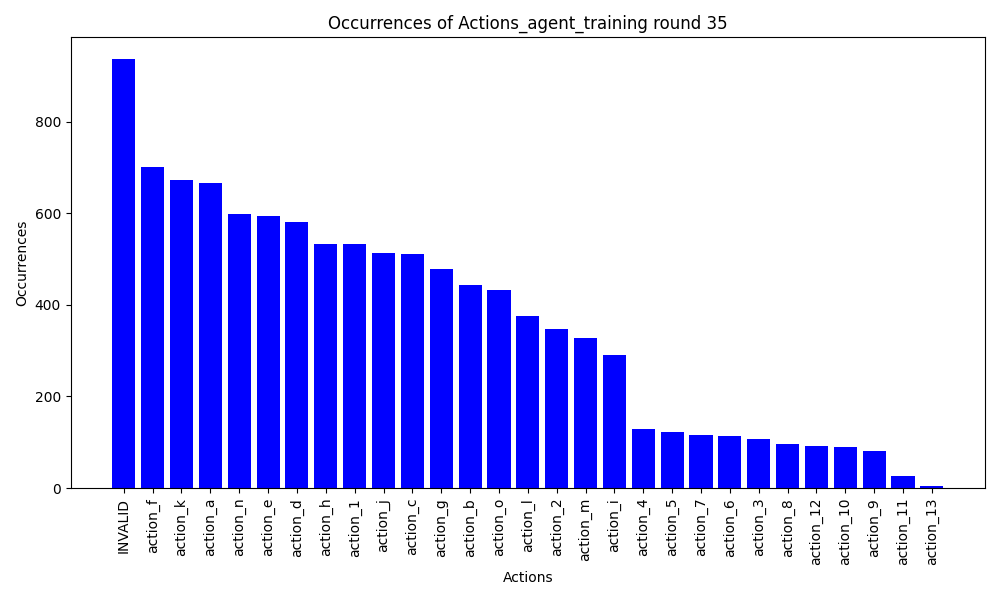 Occurrences of Actions_agent_training round 35
Occurrences
800
600
400
200
0
INVALID
action_f
action_k
action_a
action_n
action_e
action_d
action_h
action_1
action_j
action_c
action_g
action_b
action_o
action_l
action_2
action_m
action_i
action_4
action_5
action_7
action_6
action_3
action_8
action_12
action_10
action_9
action_11
action_13
Actions